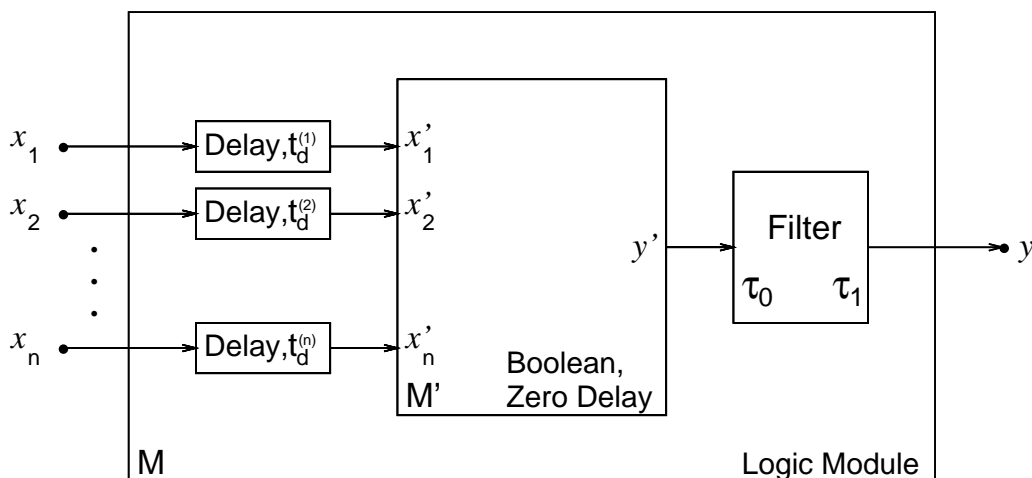 x₁ Delay,t_d⁽¹⁾ x'₁
x₂ Delay,t_d⁽²⁾ x'₂
y' Filter y
τ₀ τ₁
xₙ Delay,t_d⁽ⁿ⁾ x'ₙ
Boolean,
M' Zero Delay
M Logic Module